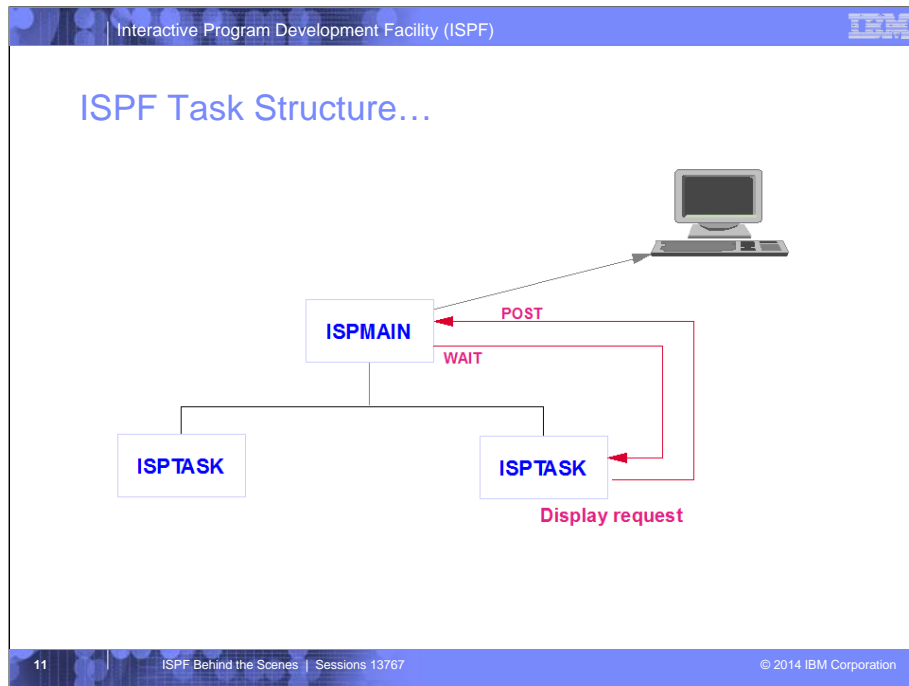 Interactive Program Development Facility (ISPF)
IBM
ISPF Task Structure…
ISPMAIN
POST
WAIT
ISPTASK
ISPTASK
Display request
11
ISPF Behind the Scenes | Sessions 13767
© 2014 IBM Corporation